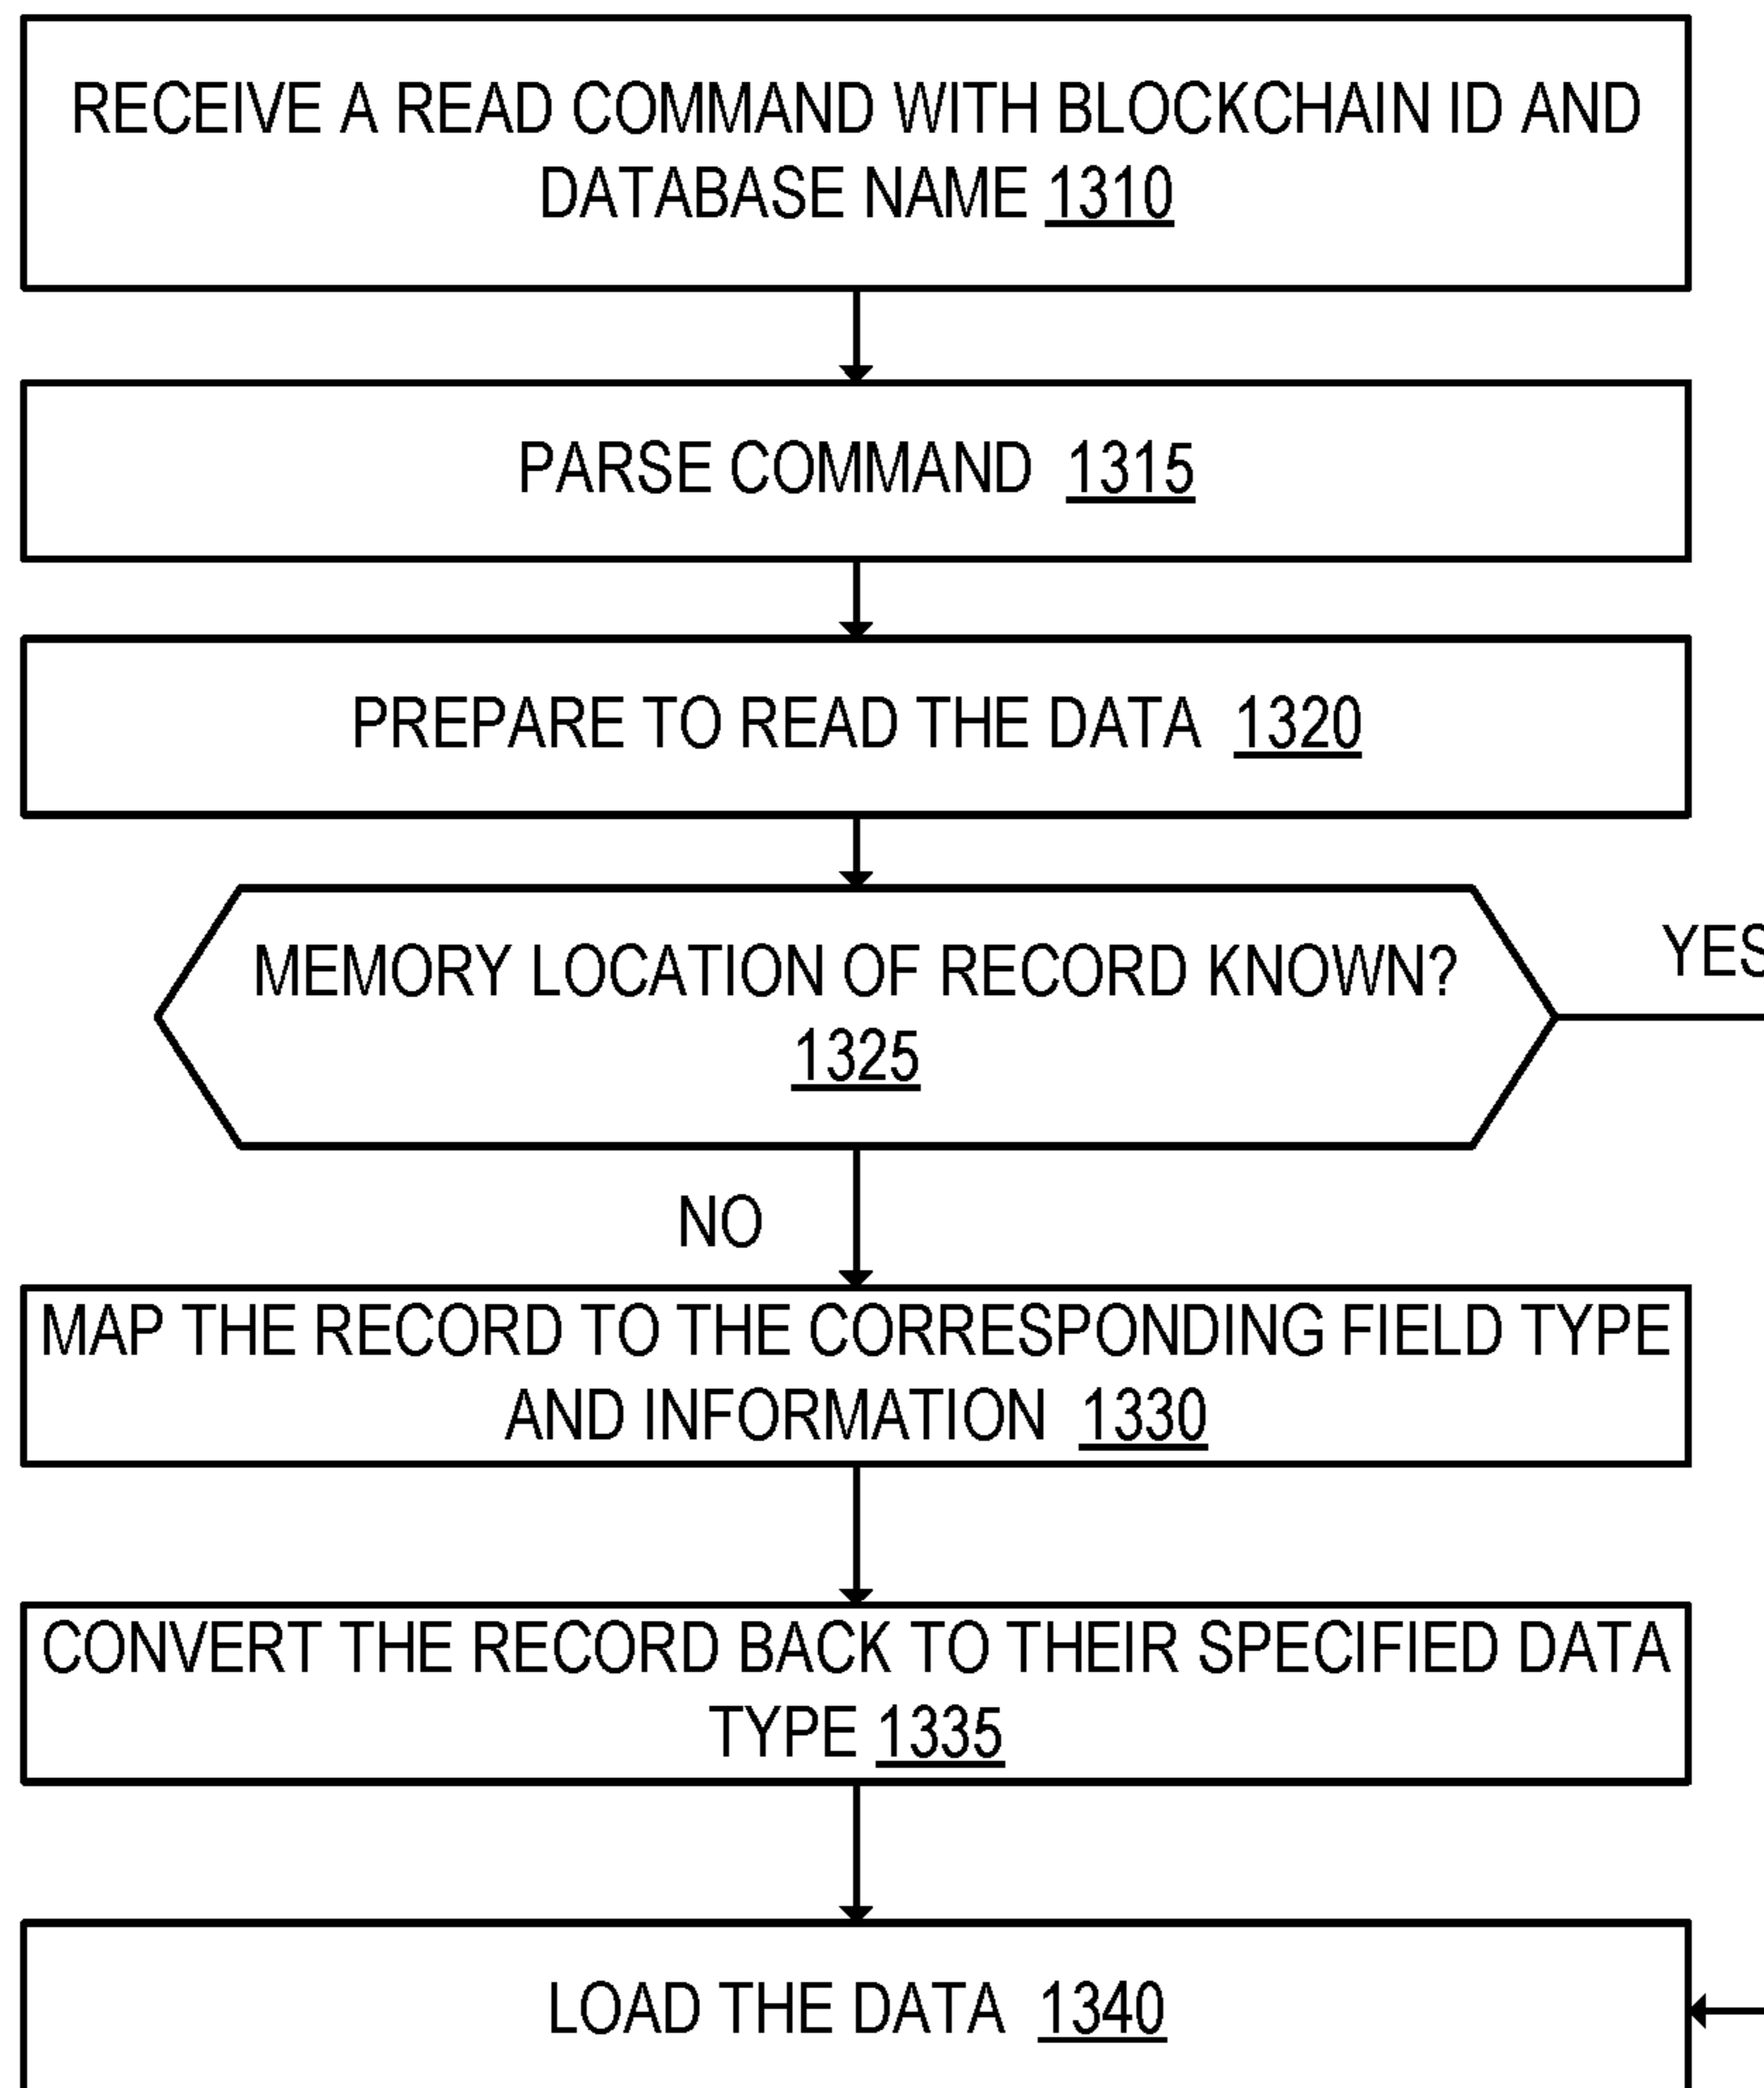 RECEIVE A READ COMMAND WITH BLOCKCHAIN ID AND
DATABASE NAME 1310
PARSE COMMAND 1315
PREPARE TO READ THE DATA 1320
MEMORY LOCATION OF RECORD KNOWN?
1325
YES
NO
MAP THE RECORD TO THE CORRESPONDING FIELD TYPE
AND INFORMATION 1330
CONVERT THE RECORD BACK TO THEIR SPECIFIED DATA
TYPE 1335
LOAD THE DATA 1340